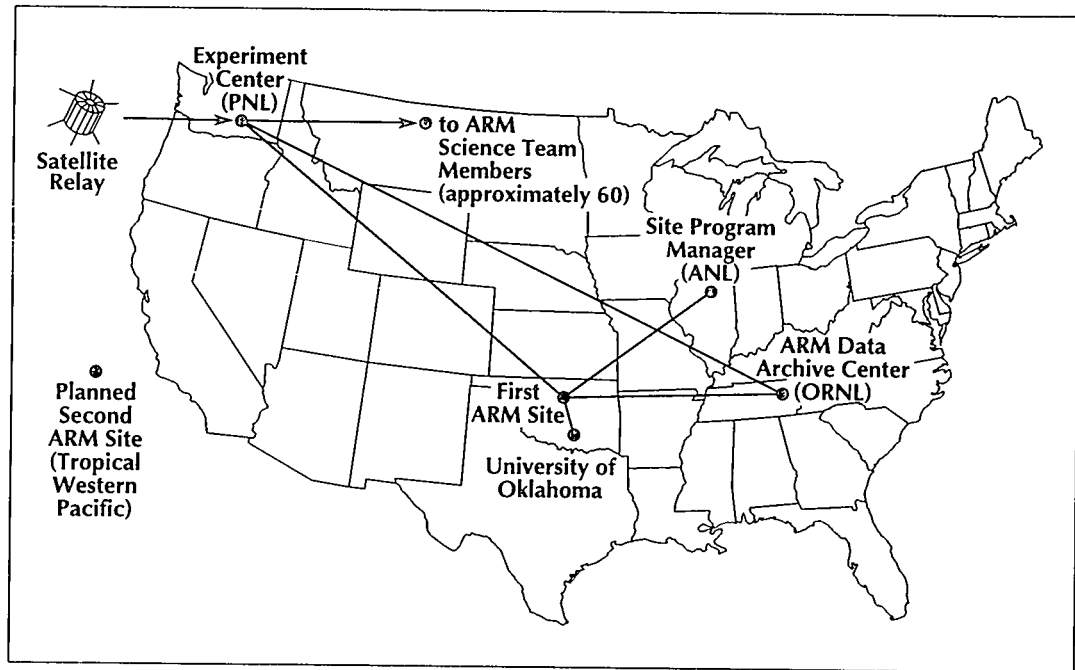 Experiment
Center
(PNL)
Satellite
Relay
to ARM
Science Team
Members
(approximately 60)
Site Program
Manager
(ANL)
ARM Data
Archive Center
(ORNL)
First
ARM Site
University of
Oklahoma
Planned
Second
ARM Site
(Tropical
Western
Pacific)